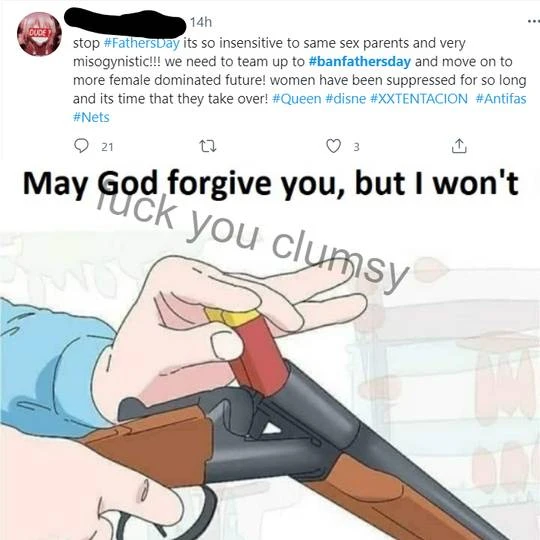 DUDE?
14h
stop #FathersDay its so insensitive to same sex parents and very
misogynistic!!! we need to team up to #banfathersday and move on to
more female dominated future! women have been suppressed for so long
and its time that they take over! #Queen #disne #XXTENTACION #Antifas
#Nets
21
3
May God forgive you, but I won't
fuck you clumsy